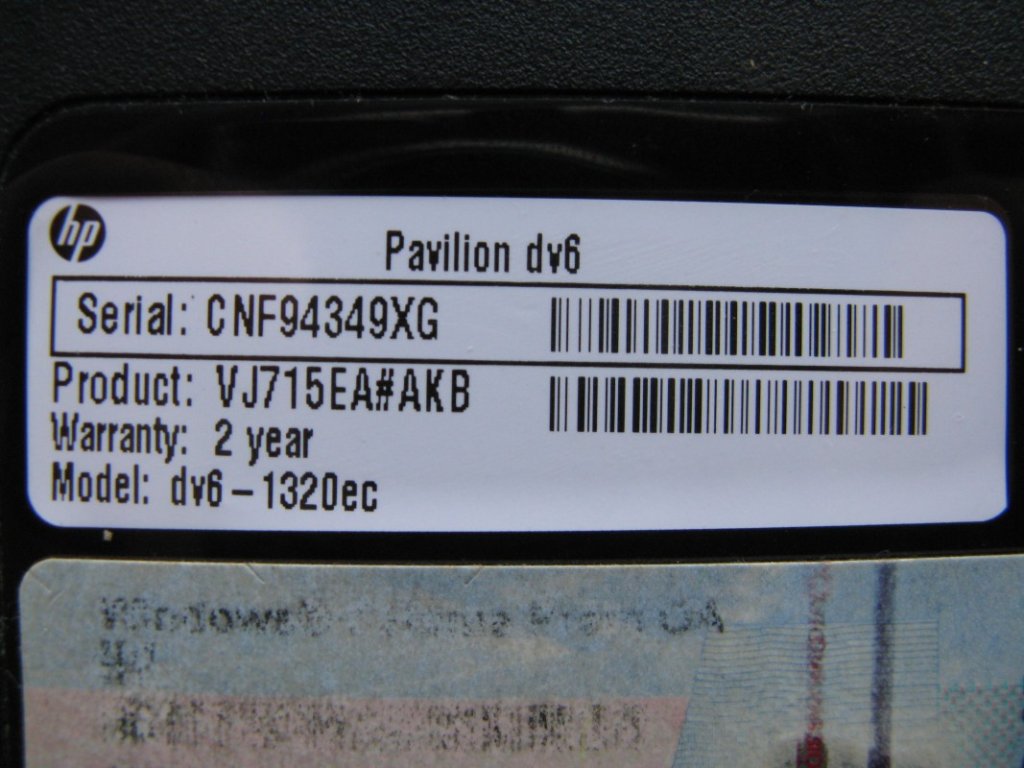 hp
Pavilion dv6
Serial: CNF94349XG
Product: VJ715EA#AKB
Warranty: 2 year
Model: dv6-1320ec